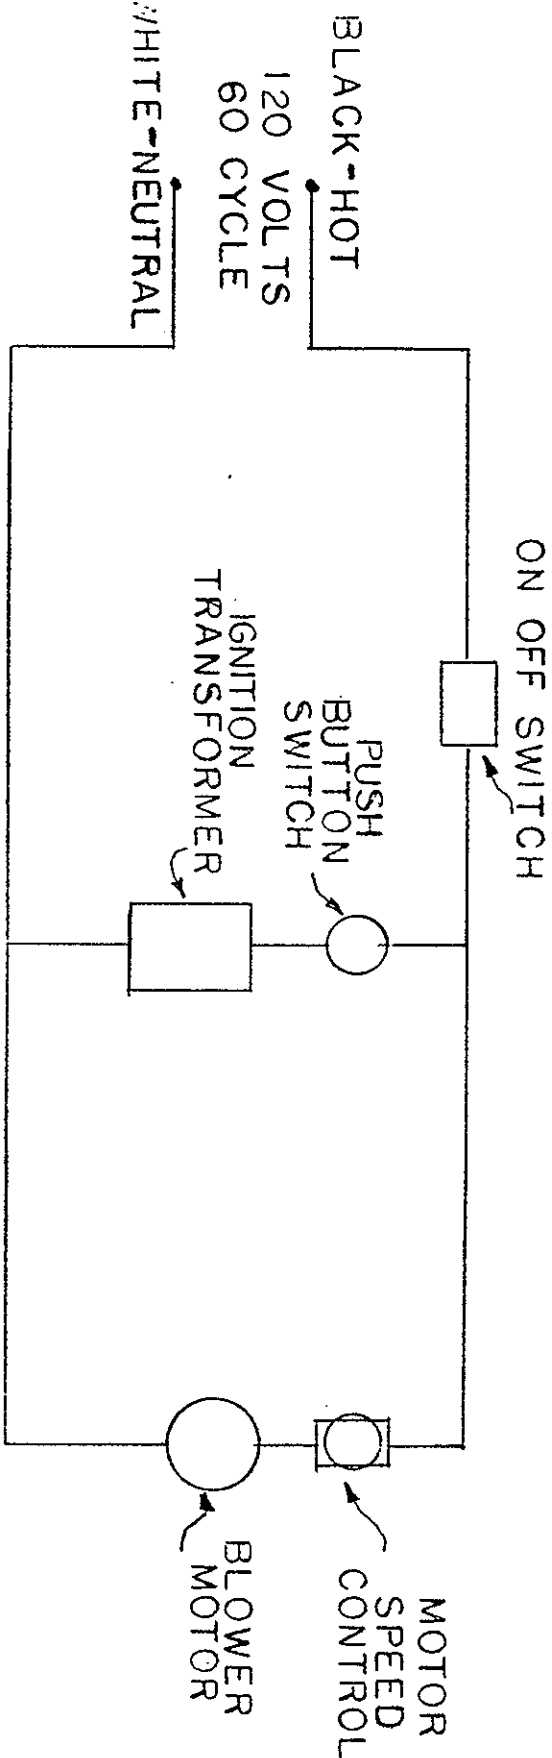 ON OFF SWITCH
BLACK-HOT
120 VOLTS
60 CYCLE
WHITE-NEUTRAL
PUSH
BUTTON
SWITCH
IGNITION
TRANSFORMER
MOTOR
SPEED
CONTROL
BLOWER
MOTOR